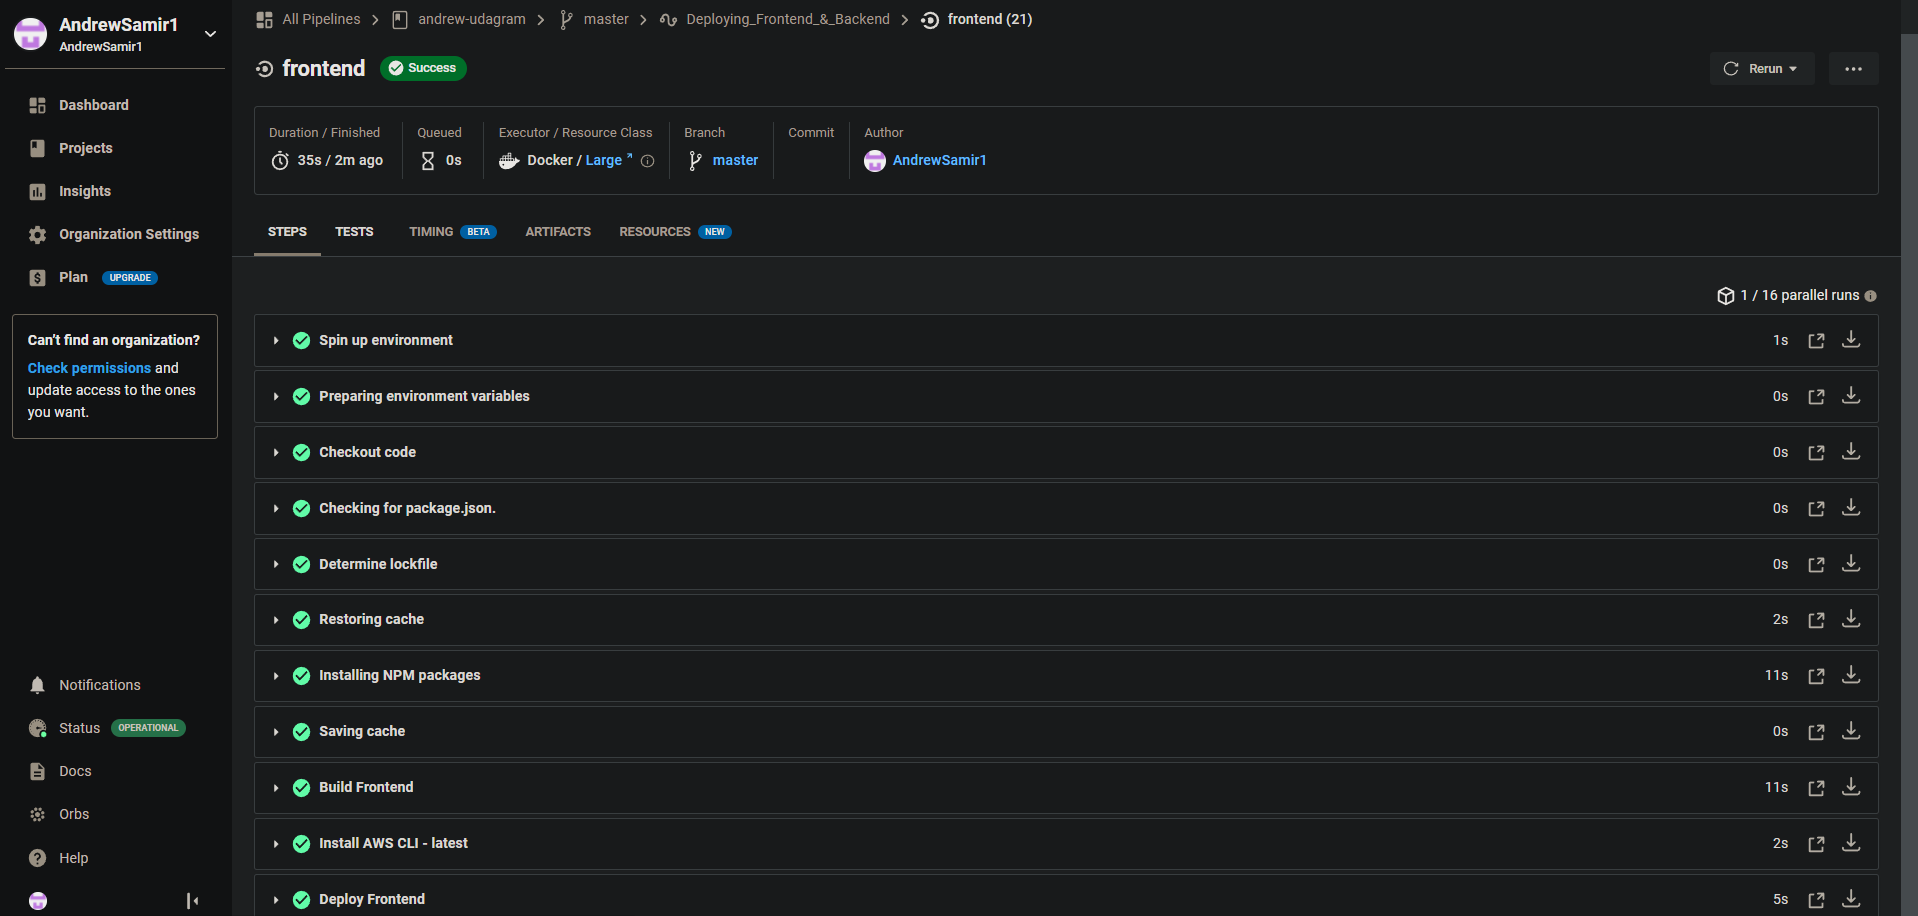 AndrewSamir1
AndrewSamir1
Dashboard
Projects
Insights
Organization Settings
Plan UPGRADE
Can't find an organization?
Check permissions and
update access to the ones
you want.
Notifications
Status OPERATIONAL
Docs
Orbs
Help
All Pipelines andrew-udagram master Deploying_Frontend_&_Backend frontend (21)
frontend Success
Rerun
Duration / Finished
35s / 2m ago
Queued
0s
Executor / Resource Class
Docker / Large
Branch
master
Commit
Author
AndrewSamir1
STEPS TESTS TIMING BETA ARTIFACTS RESOURCES NEW
1 / 16 parallel runs
Spin up environment 1s
Preparing environment variables 0s
Checkout code 0s
Checking for package.json. 0s
Determine lockfile 0s
Restoring cache 2s
Installing NPM packages 11s
Saving cache 0s
Build Frontend 11s
Install AWS CLI - latest 2s
Deploy Frontend 5s